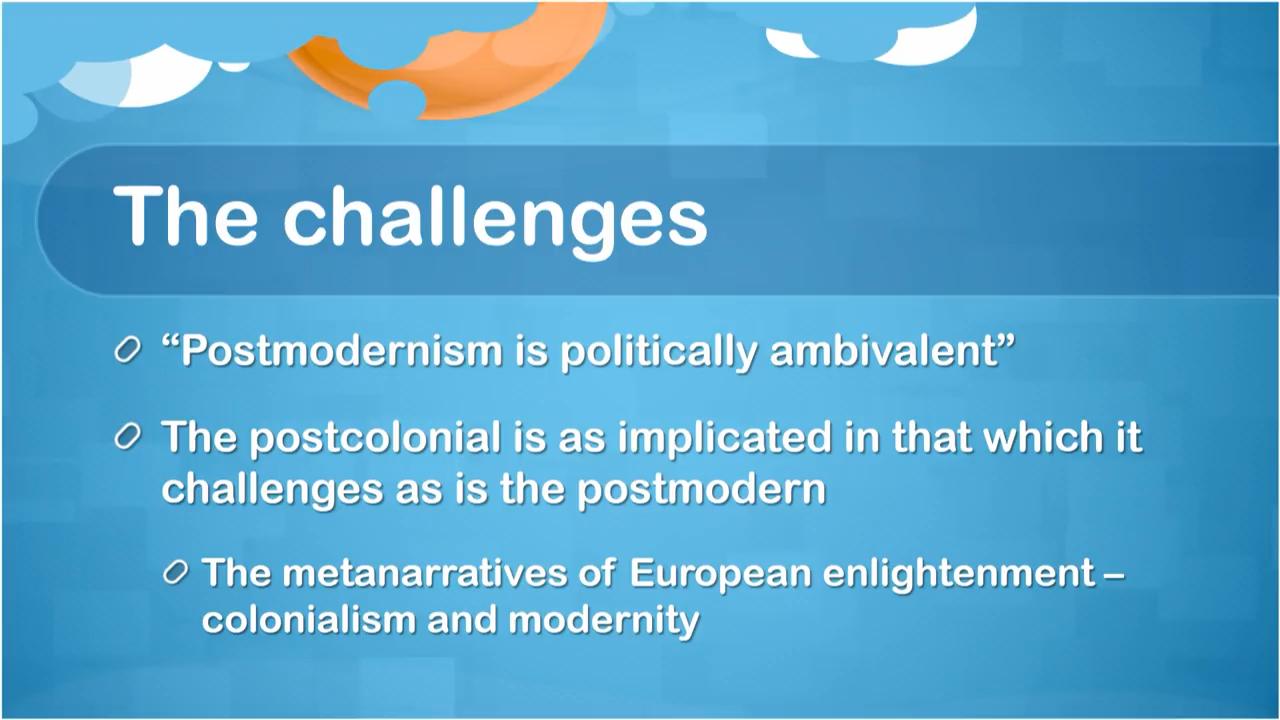 The challenges
“Postmodernism is politically ambivalent”
The postcolonial is as implicated in that which it
challenges as is the postmodern
The metanarratives of European enlightenment –
colonialism and modernity